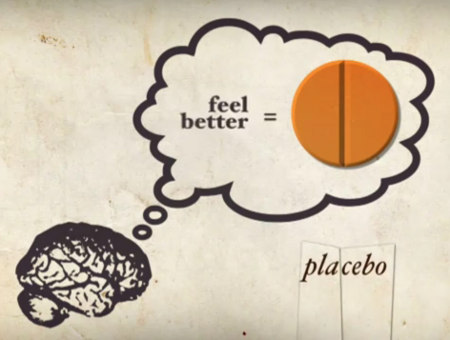 feel
better =
placebo